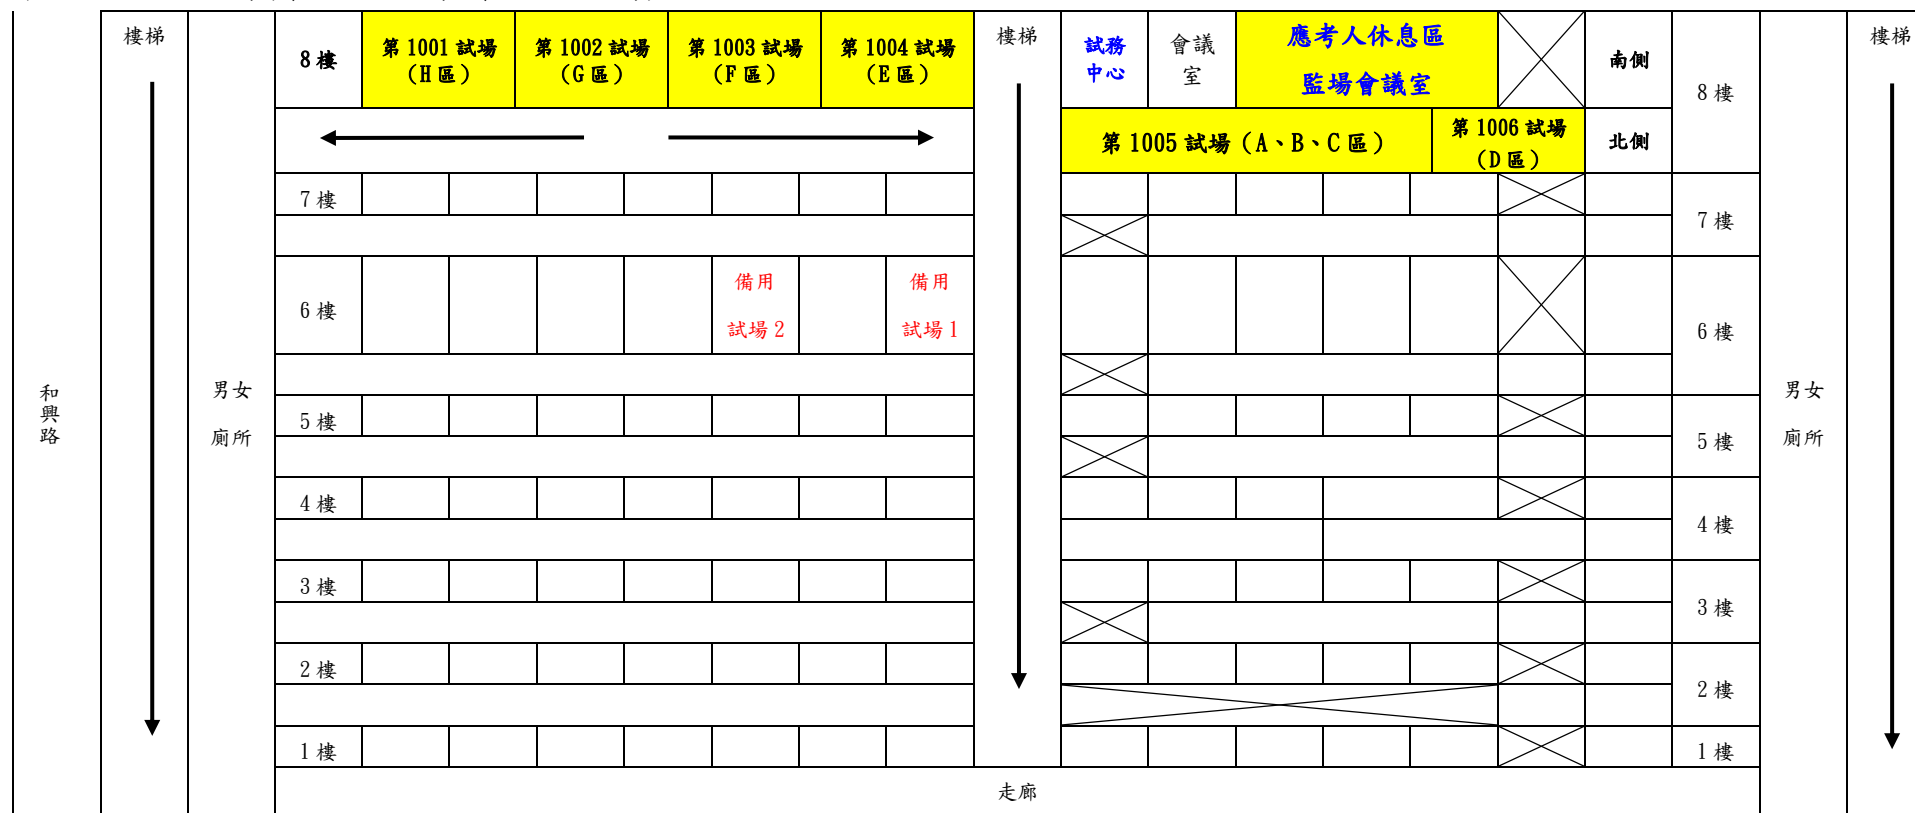 樓梯
8樓
第 1001 試場
(H 區)
第 1002 試場
(G 區)
第 1003 試場
(F 區)
第 1004 試場
(E 區)
樓梯
試務
中心
會議
室
應考人休息區
監場會議室
南側
8 樓
樓梯
第 1005 試場（A、B、C 區）
第 1006 試場
（D 區）
北側
7 樓
7 樓
6 樓
備用
試場 2
備用
試場 1
6 樓
和
興
路
男女
廁所
男女
廁所
5 樓
5 樓
4 樓
4 樓
3 樓
3 樓
2 樓
2 樓
1 樓
1 樓
走廊